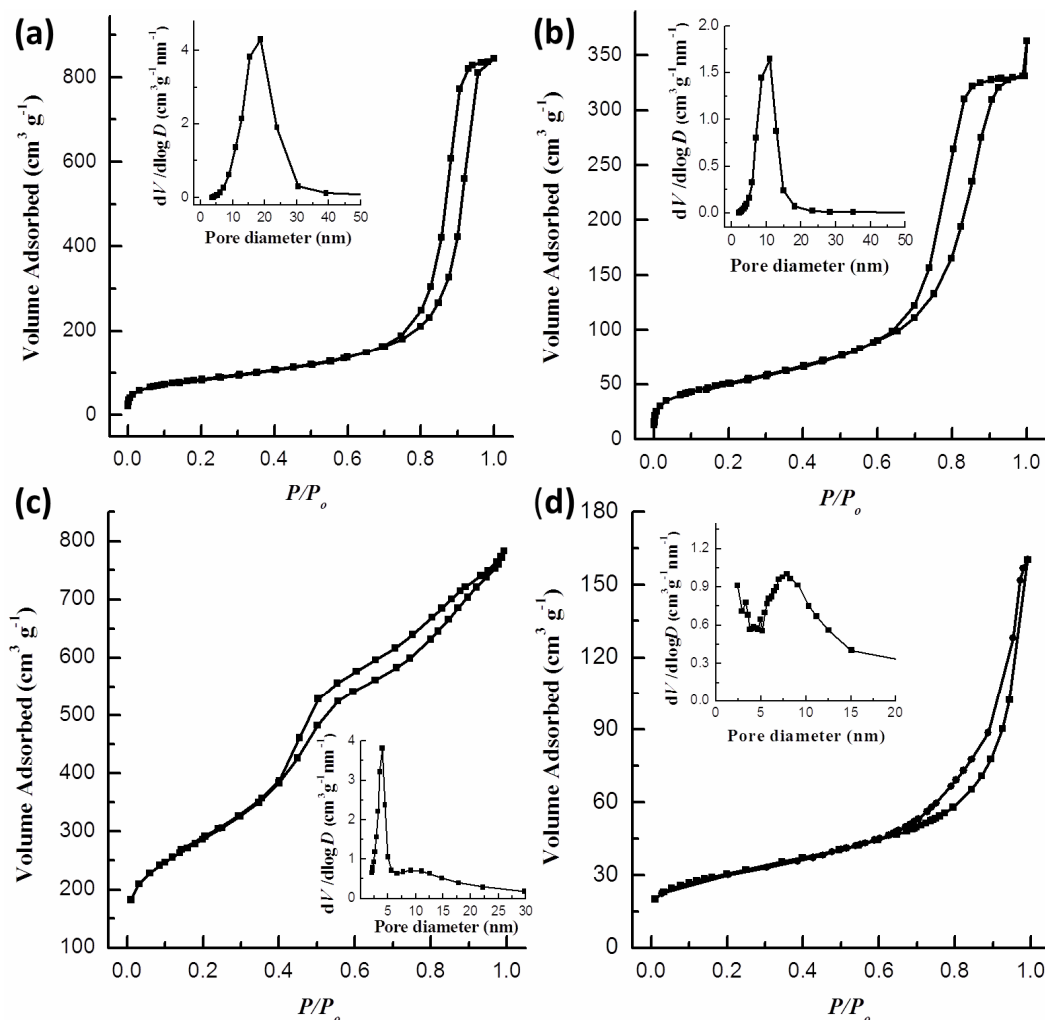 (a)
Volume Adsorbed (cm³ g⁻¹)
800
600
400
200
0
0.0 0.2 0.4 0.6 0.8 1.0
P/Pₒ
dV/dlogD (cm³g⁻¹nm⁻¹)
4
2
0
0 10 20 30 40 50
Pore diameter (nm)
(b)
Volume Adsorbed (cm³ g⁻¹)
350
300
250
200
150
100
50
0
0.0 0.2 0.4 0.6 0.8 1.0
P/Pₒ
dV/dlogD (cm³g⁻¹nm⁻¹)
2.0
1.5
1.0
0.5
0.0
0 10 20 30 40 50
Pore diameter (nm)
(c)
Volume Adsorbed (cm³ g⁻¹)
800
700
600
500
400
300
200
100
0.0 0.2 0.4 0.6 0.8 1.0
P/Pₒ
dV/dlogD (cm³g⁻¹nm⁻¹)
4
3
2
1
0
5 10 15 20 25 30
Pore diameter (nm)
(d)
Volume Adsorbed (cm³ g⁻¹)
180
150
120
90
60
30
0
0.0 0.2 0.4 0.6 0.8 1.0
P/Pₒ
dV/dlogD (cm³g⁻¹nm⁻¹)
1.2
0.9
0.6
0.3
0.0
0 5 10 15 20
Pore diameter (nm)